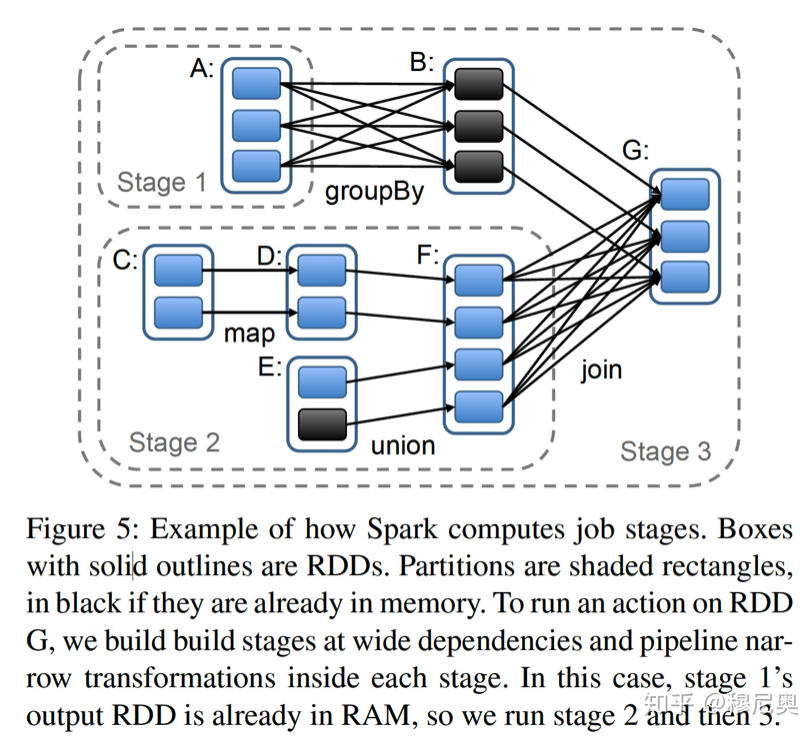 A:
B:
G:
Stage 1
groupBy
C:
D:
F:
map
E:
join
Stage 2
union
Stage 3
Figure 5: Example of how Spark computes job stages. Boxes
with solid outlines are RDDs. Partitions are shaded rectangles,
in black if they are already in memory. To run an action on RDD
G, we build build stages at wide dependencies and pipeline nar-
row transformations inside each stage. In this case, stage 1's
output RDD is already in RAM, so we run stage 2 and then 3.
知乎 @穆尼奥